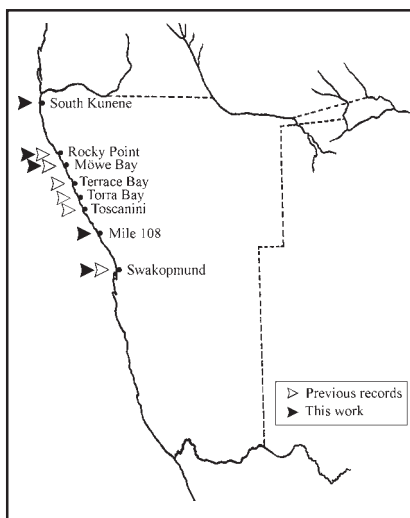 South Kunene
Rocky Point
Möwe Bay
Terrace Bay
Torra Bay
Toscanini
Mile 108
Swakopmund
Previous records
This work